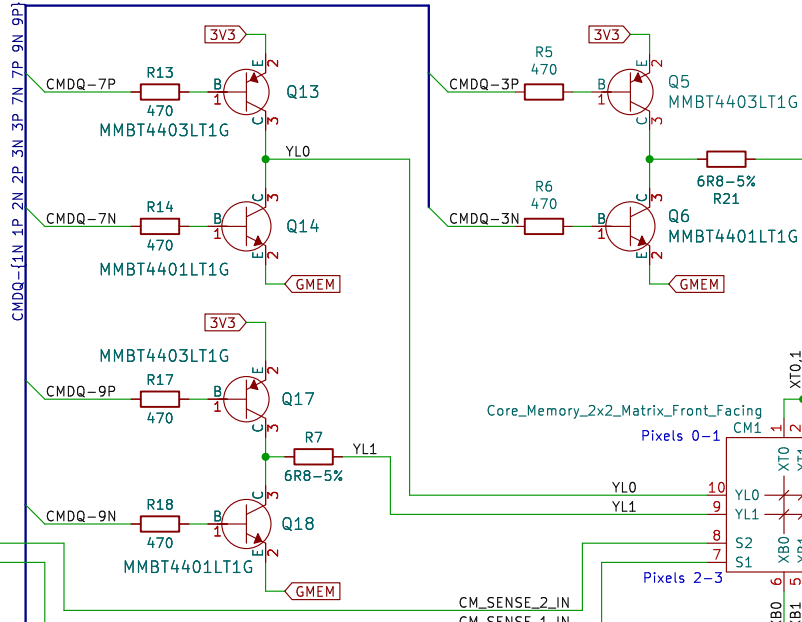 CMDQ-{1N 1P 2N 2P 3N 3P 7N 7P 9N 9P}
3V3
E
2
CMDQ-7P
R13
470
B
1
Q13
MMBT4403LT1G
C
3
YL0
C
3
CMDQ-7N
R14
470
B
1
Q14
MMBT4401LT1G
E
2
GMEM
3V3
E
2
CMDQ-3P
R5
470
B
1
Q5
MMBT4403LT1G
C
3
6R8-5%
R21
C
3
CMDQ-3N
R6
470
B
1
Q6
MMBT4401LT1G
E
2
GMEM
3V3
MMBT4403LT1G
E
2
CMDQ-9P
R17
470
B
1
Q17
C
3
R7
6R8-5%
YL1
C
3
CMDQ-9N
R18
470
B
1
Q18
MMBT4401LT1G
E
2
GMEM
XT0,1
Core_Memory_2x2_Matrix_Front_Facing
CM1
Pixels 0-1
1
2
XT0
XT1
YL0
10
YL0
YL1
9
YL1
8
S2
7
S1
XB0
XB1
Pixels 2-3
6
5
CM_SENSE_2_IN
CM_SENSE_1_IN
XB0
XB1